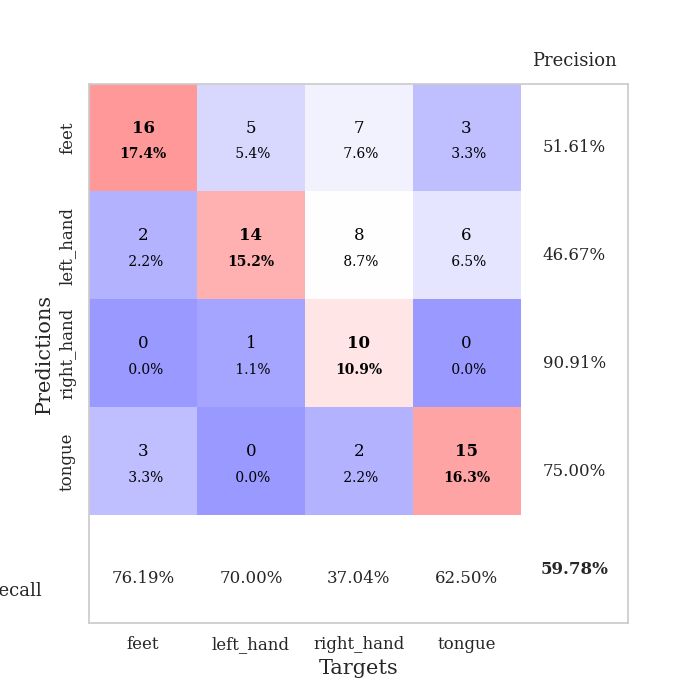 Precision
feet
16 5 7 3
17.4% 5.4% 7.6% 3.3%
51.61%
left_hand
2 14 8 6
2.2% 15.2% 8.7% 6.5%
46.67%
Predictions
right_hand
0 1 10 0
0.0% 1.1% 10.9% 0.0%
90.91%
tongue
3 0 2 15
3.3% 0.0% 2.2% 16.3%
75.00%
ecall
76.19% 70.00% 37.04% 62.50% 59.78%
feet left_hand right_hand tongue
Targets